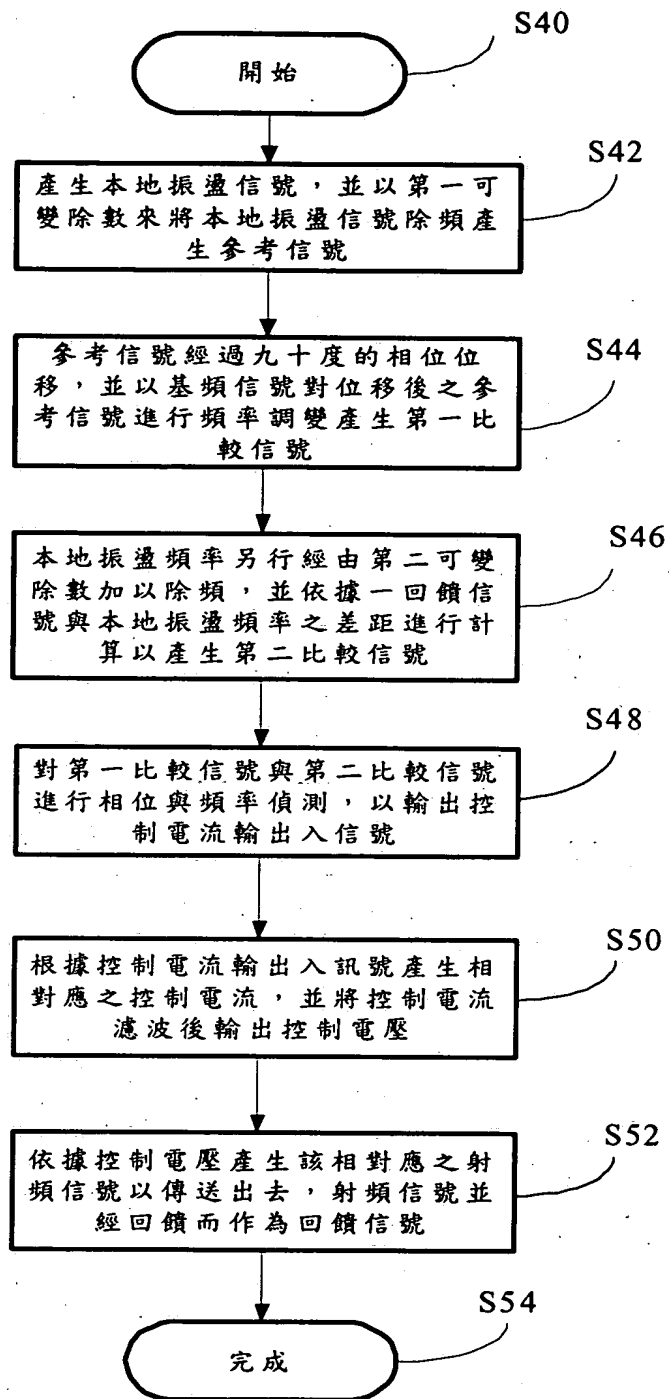 S40
開始
S42
產生本地振盪信號，並以第一可
變除數來將本地振盪信號除頻產
生參考信號
S44
參考信號經過九十度的相位位
移，並以基頻信號對位移後之參
考信號進行頻率調變產生第一比
較信號
S46
本地振盪頻率另行經由第二可變
除數加以除頻，並依據一回饋信
號與本地振盪頻率之差距進行計
算以產生第二比較信號
S48
對第一比較信號與第二比較信號
進行相位與頻率偵測，以輸出控
制電流輸出入信號
S50
根據控制電流輸出入訊號產生相
對應之控制電流，並將控制電流
濾波後輸出控制電壓
S52
依據控制電壓產生該相對應之射
頻信號以傳送出去，射頻信號並
經回饋而作為回饋信號
S54
完成